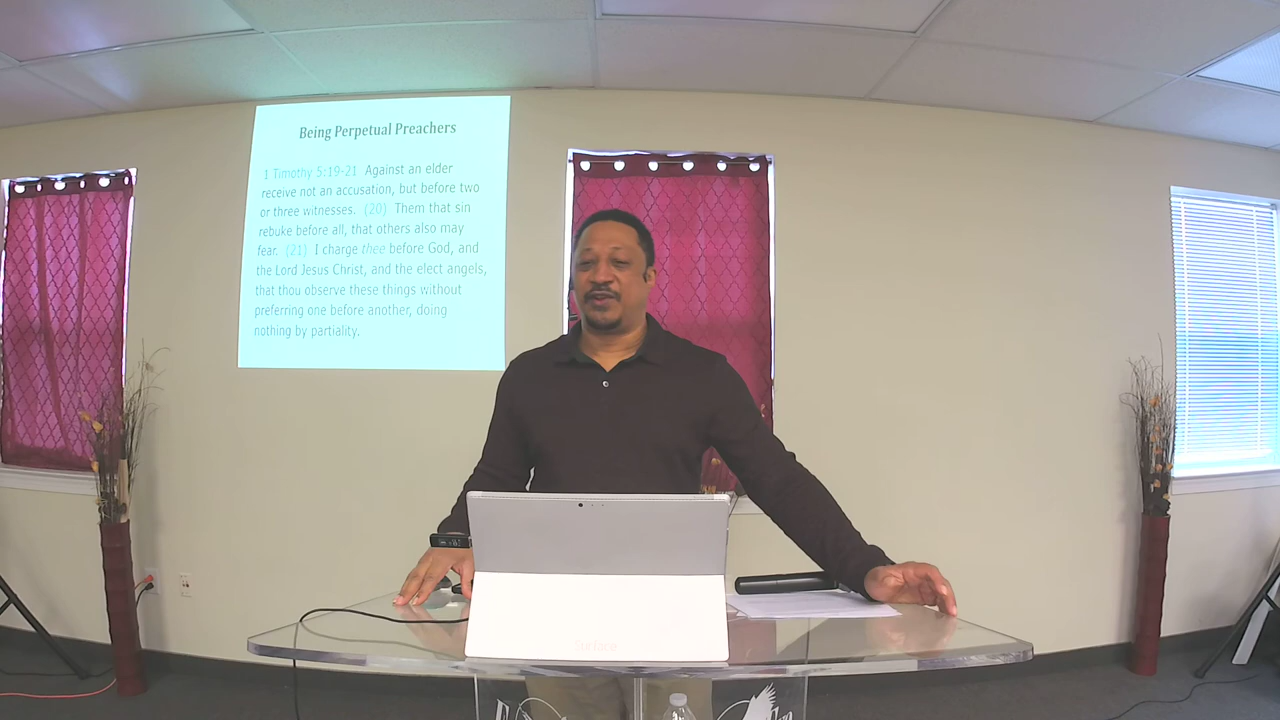 Being Perpetual Preachers
1 Timothy 5:19-21 Against an elder
receive not an accusation, but before two
or three witnesses. (20) Them that sin
rebuke before all, that others also may
fear. (21) I charge thee before God, and
the Lord Jesus Christ, and the elect angels
that thou observe these things without
preferring one before another, doing
nothing by partiality.
Surface